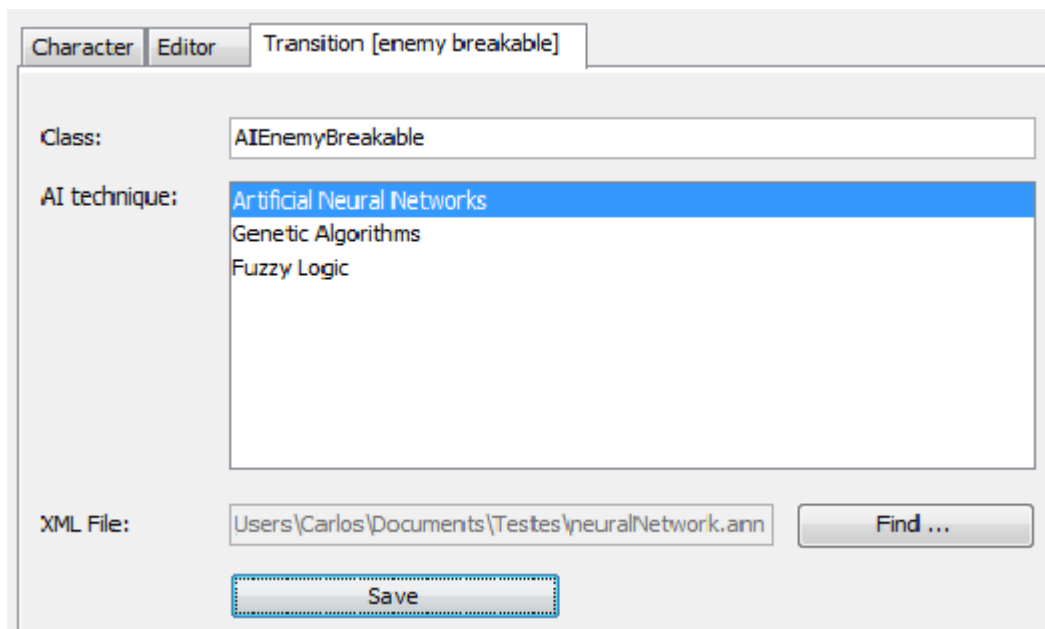 Character Editor Transition [enemy breakable]
Class: AIEnemyBreakable
AI technique: Artificial Neural Networks
Genetic Algorithms
Fuzzy Logic
XML File: Users\Carlos\Documents\Testes\neuralNetwork.ann Find ...
Save